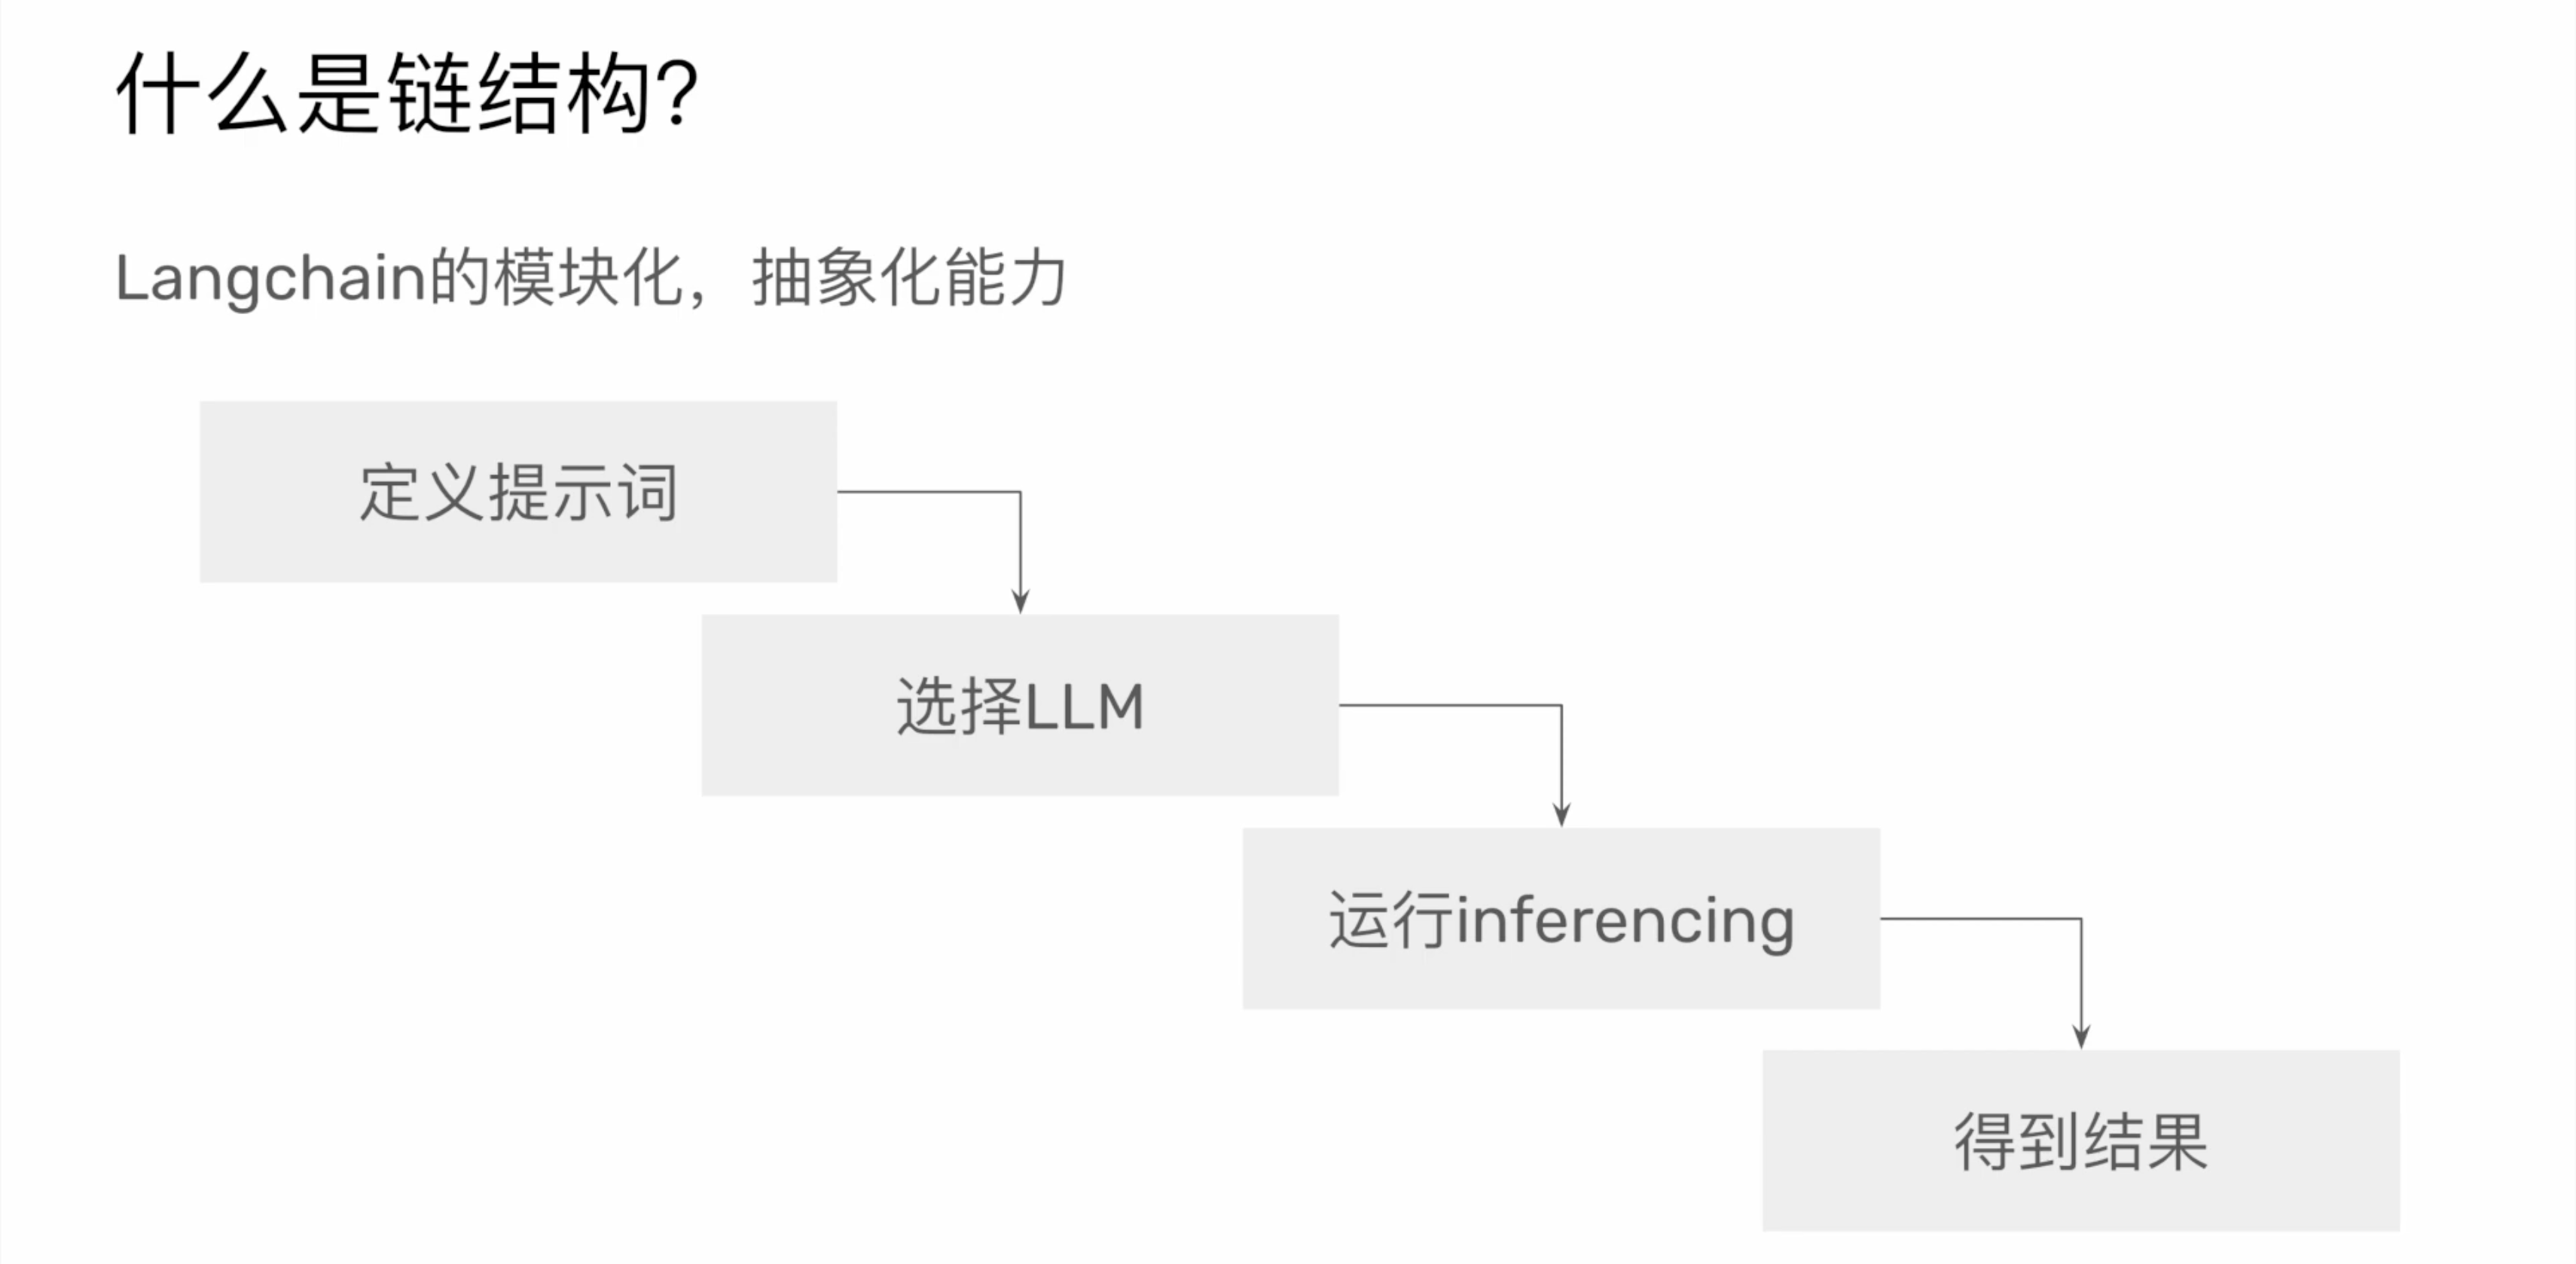 什么是链结构?
Langchain的模块化，抽象化能力
定义提示词
选择LLM
运行inferencing
得到结果